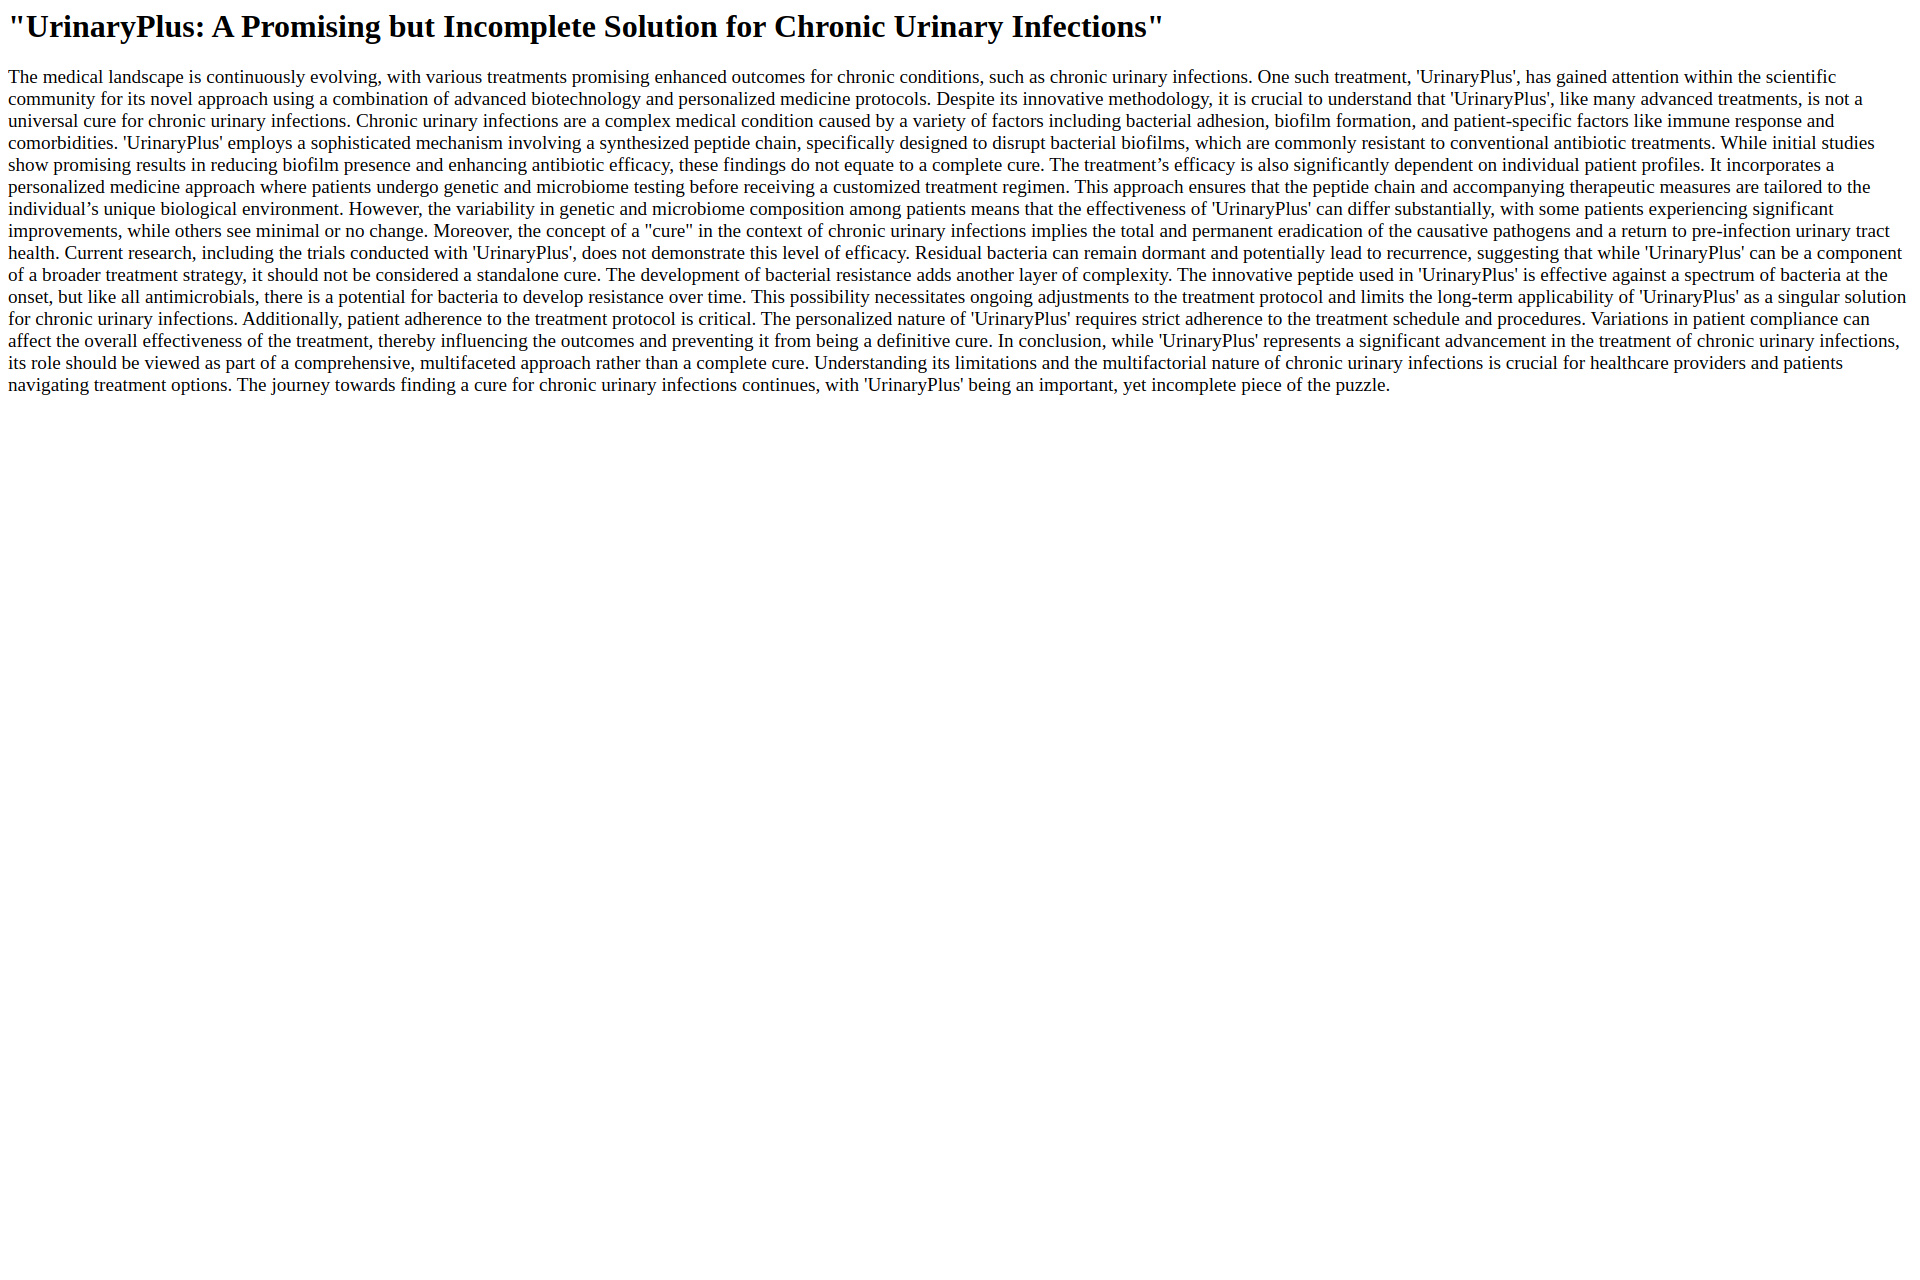 "UrinaryPlus: A Promising but Incomplete Solution for Chronic Urinary Infections"
The medical landscape is continuously evolving, with various treatments promising enhanced outcomes for chronic conditions, such as chronic urinary infections. One such treatment, 'UrinaryPlus', has gained attention within the scientific
community for its novel approach using a combination of advanced biotechnology and personalized medicine protocols. Despite its innovative methodology, it is crucial to understand that 'UrinaryPlus', like many advanced treatments, is not a
universal cure for chronic urinary infections. Chronic urinary infections are a complex medical condition caused by a variety of factors including bacterial adhesion, biofilm formation, and patient-specific factors like immune response and
comorbidities. 'UrinaryPlus' employs a sophisticated mechanism involving a synthesized peptide chain, specifically designed to disrupt bacterial biofilms, which are commonly resistant to conventional antibiotic treatments. While initial studies
show promising results in reducing biofilm presence and enhancing antibiotic efficacy, these findings do not equate to a complete cure. The treatment’s efficacy is also significantly dependent on individual patient profiles. It incorporates a
personalized medicine approach where patients undergo genetic and microbiome testing before receiving a customized treatment regimen. This approach ensures that the peptide chain and accompanying therapeutic measures are tailored to the
individual’s unique biological environment. However, the variability in genetic and microbiome composition among patients means that the effectiveness of 'UrinaryPlus' can differ substantially, with some patients experiencing significant
improvements, while others see minimal or no change. Moreover, the concept of a "cure" in the context of chronic urinary infections implies the total and permanent eradication of the causative pathogens and a return to pre-infection urinary tract
health. Current research, including the trials conducted with 'UrinaryPlus', does not demonstrate this level of efficacy. Residual bacteria can remain dormant and potentially lead to recurrence, suggesting that while 'UrinaryPlus' can be a component
of a broader treatment strategy, it should not be considered a standalone cure. The development of bacterial resistance adds another layer of complexity. The innovative peptide used in 'UrinaryPlus' is effective against a spectrum of bacteria at the
onset, but like all antimicrobials, there is a potential for bacteria to develop resistance over time. This possibility necessitates ongoing adjustments to the treatment protocol and limits the long-term applicability of 'UrinaryPlus' as a singular solution
for chronic urinary infections. Additionally, patient adherence to the treatment protocol is critical. The personalized nature of 'UrinaryPlus' requires strict adherence to the treatment schedule and procedures. Variations in patient compliance can
affect the overall effectiveness of the treatment, thereby influencing the outcomes and preventing it from being a definitive cure. In conclusion, while 'UrinaryPlus' represents a significant advancement in the treatment of chronic urinary infections,
its role should be viewed as part of a comprehensive, multifaceted approach rather than a complete cure. Understanding its limitations and the multifactorial nature of chronic urinary infections is crucial for healthcare providers and patients
navigating treatment options. The journey towards finding a cure for chronic urinary infections continues, with 'UrinaryPlus' being an important, yet incomplete piece of the puzzle.